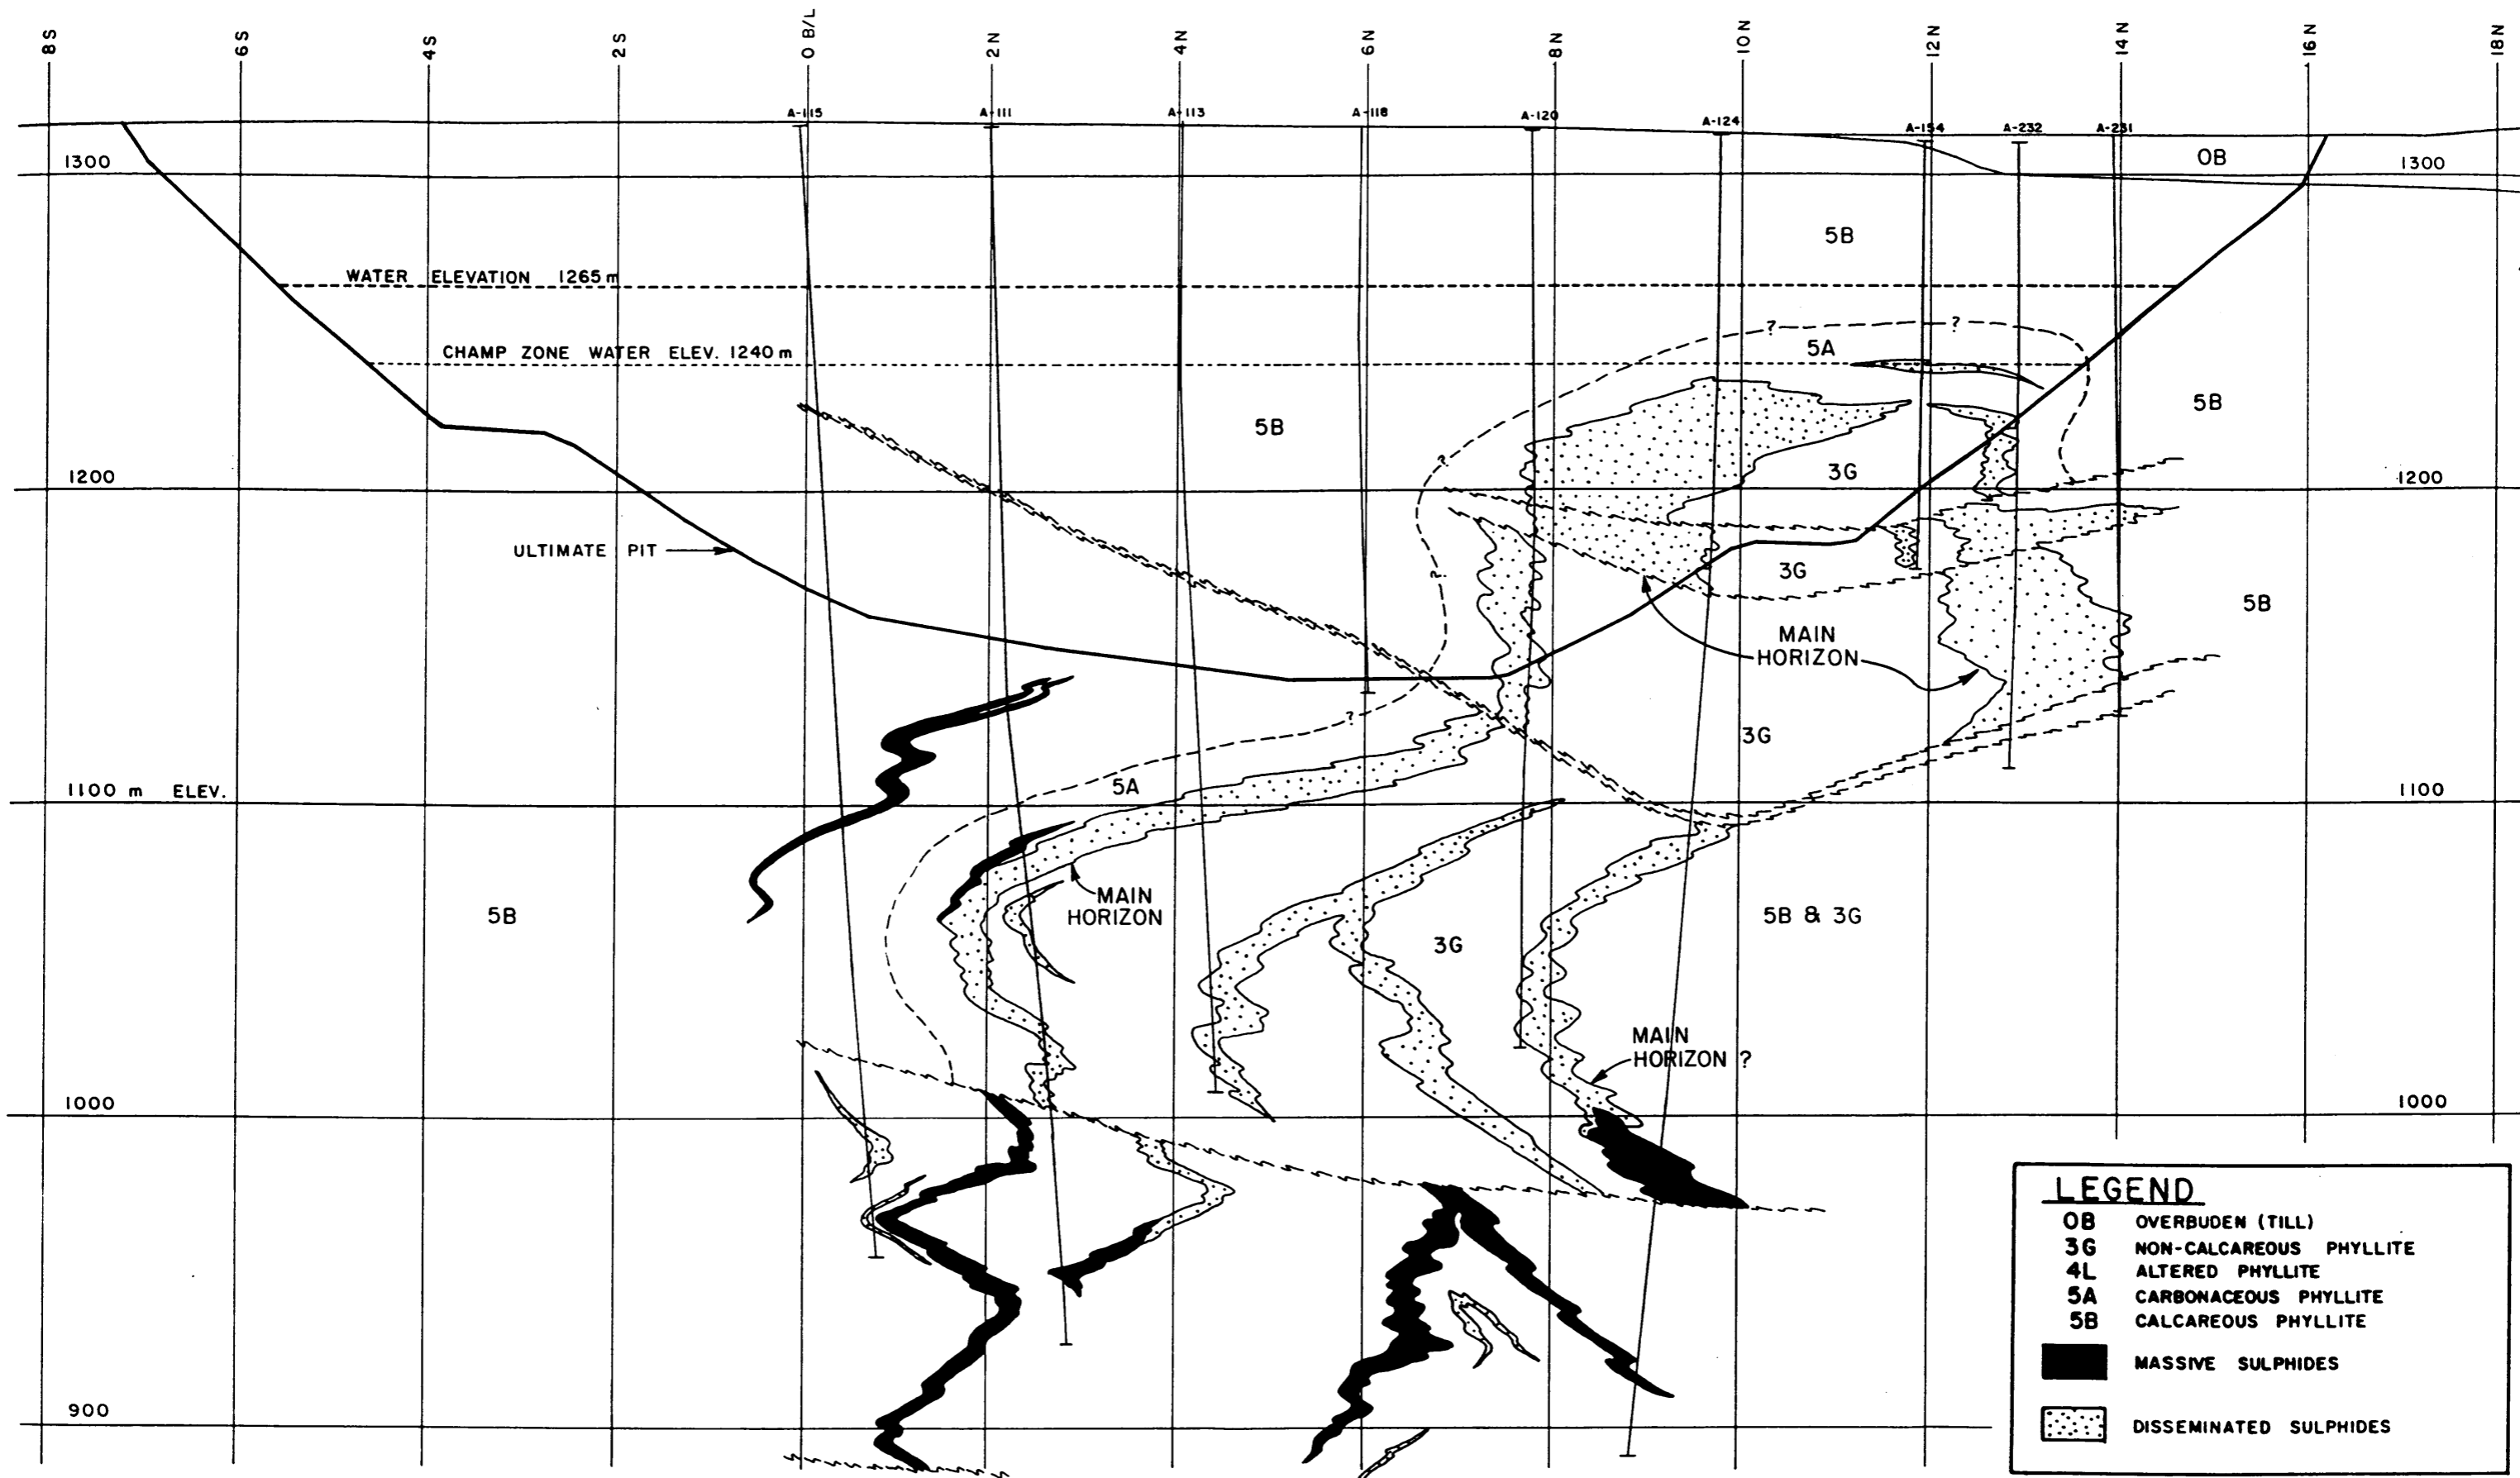 8S 6S 4S 2S 0 B/L 2N 4N 6N 8N 10N 12N 14N 16N 18N
A-115 A-111 A-113 A-118 A-120 A-124 A-154 A-232 A-231
OB
1300 1300
5B
WATER ELEVATION 1265 m
? ?
CHAMP ZONE WATER ELEV. 1240 m
5A
5B 5B
?
1200 3G 1200
ULTIMATE PIT
?
3G
5B
MAIN
HORIZON
?
3G
5A
1100 m ELEV. 1100
MAIN
HORIZON
5B
5B & 3G
3G
MAIN
HORIZON ?
1000 1000
LEGEND
OB OVERBUDEN (TILL)
3G NON-CALCAREOUS PHYLLITE
4L ALTERED PHYLLITE
5A CARBONACEOUS PHYLLITE
5B CALCAREOUS PHYLLITE
MASSIVE SULPHIDES
900
DISSEMINATED SULPHIDES